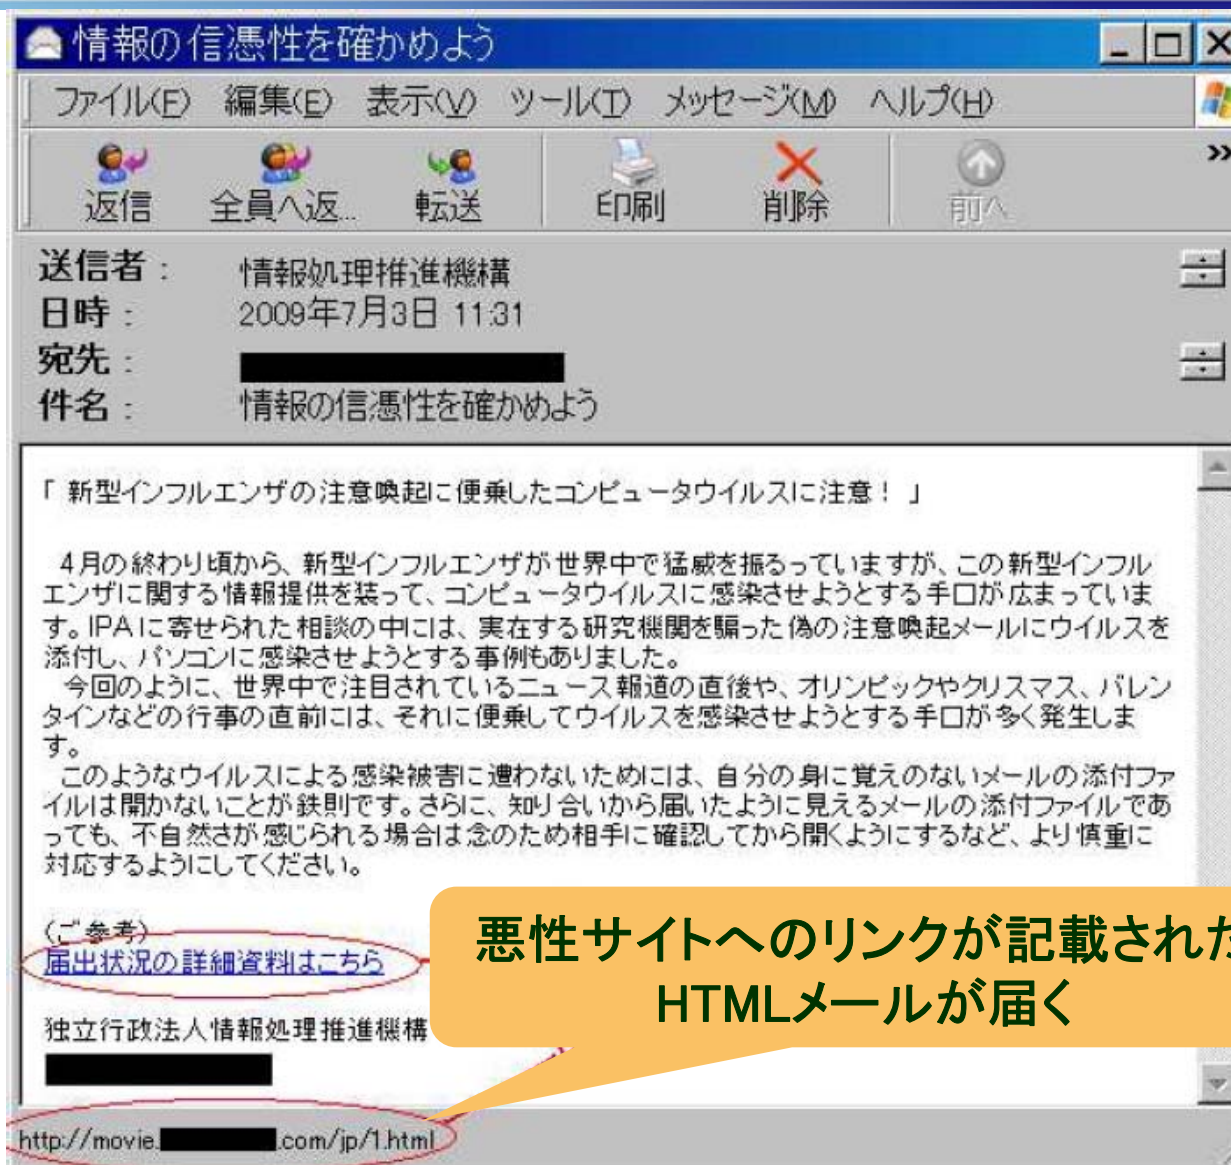 情報の信憑性を確かめよう
ファイル(F) 編集(E) 表示(V) ツール(T) メッセージ(M) ヘルプ(H)
返信 全員へ返... 転送 印刷 削除 前へ »
送信者： 情報処理推進機構
日時： 2009年7月3日 11:31
宛先：
件名： 情報の信憑性を確かめよう
「 新型インフルエンザの注意喚起に便乗したコンピュータウイルスに注意！ 」
4月の終わり頃から、新型インフルエンザが世界中で猛威を振るっていますが、この新型インフル
エンザに関する情報提供を装って、コンピュータウイルスに感染させようとする手口が広まっていま
す。IPAに寄せられた相談の中には、実在する研究機関を騙った偽の注意喚起メールにウイルスを
添付し、パソコンに感染させようとする事例もありました。
今回のように、世界中で注目されているニュース報道の直後や、オリンピックやクリスマス、バレン
タインなどの行事の直前には、それに便乗してウイルスを感染させようとする手口が多く発生しま
す。
このようなウイルスによる感染被害に遭わないためには、自分の身に覚えのないメールの添付ファ
イルは開かないことが鉄則です。さらに、知り合いから届いたように見えるメールの添付ファイルであ
っても、不自然さが感じられる場合は念のため相手に確認してから開くようにするなど、より慎重に
対応するようにしてください。
(ご参考)
届出状況の詳細資料はこちら
悪性サイトへのリンクが記載された
HTMLメールが届く
独立行政法人情報処理推進機構
http://movie. .com/jp/1.html